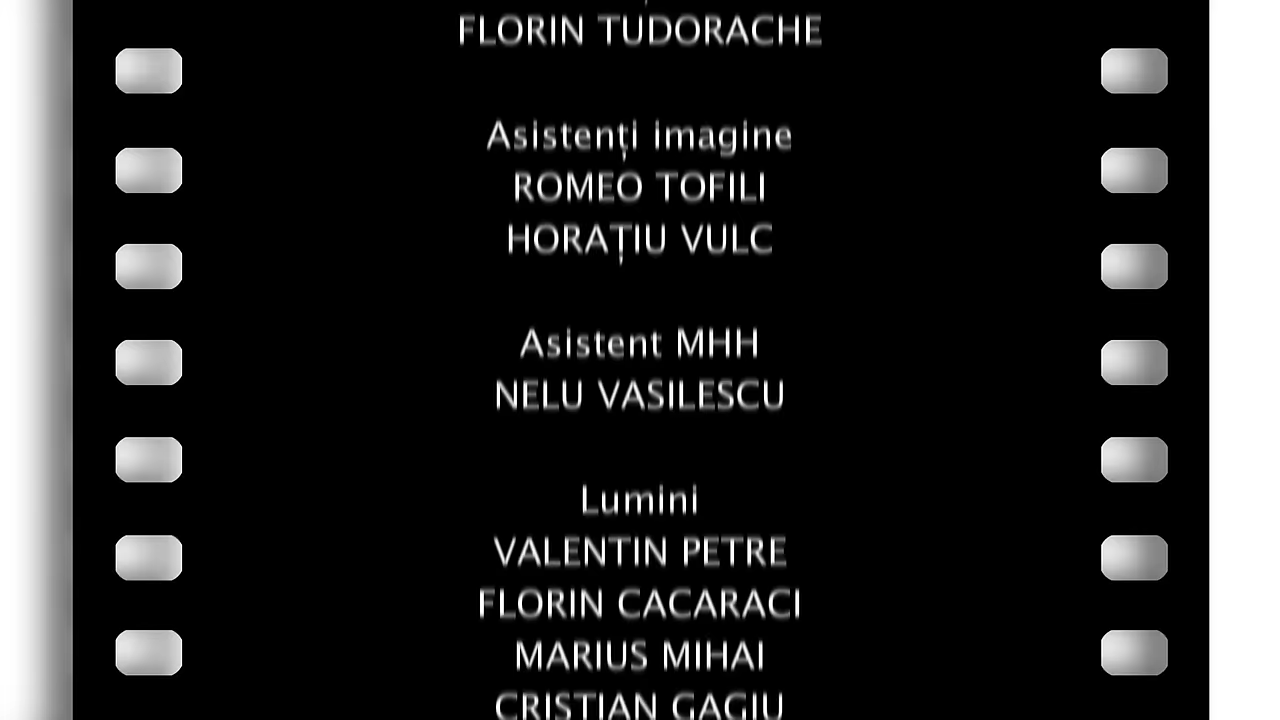 FLORIN TUDORACHE
Asistenți imagine
ROMEO TOFILI
HORAȚIU VULC
Asistent MHH
NELU VASILESCU
Lumini
VALENTIN PETRE
FLORIN CACARACI
MARIUS MIHAI
CRISTIAN GAGIU